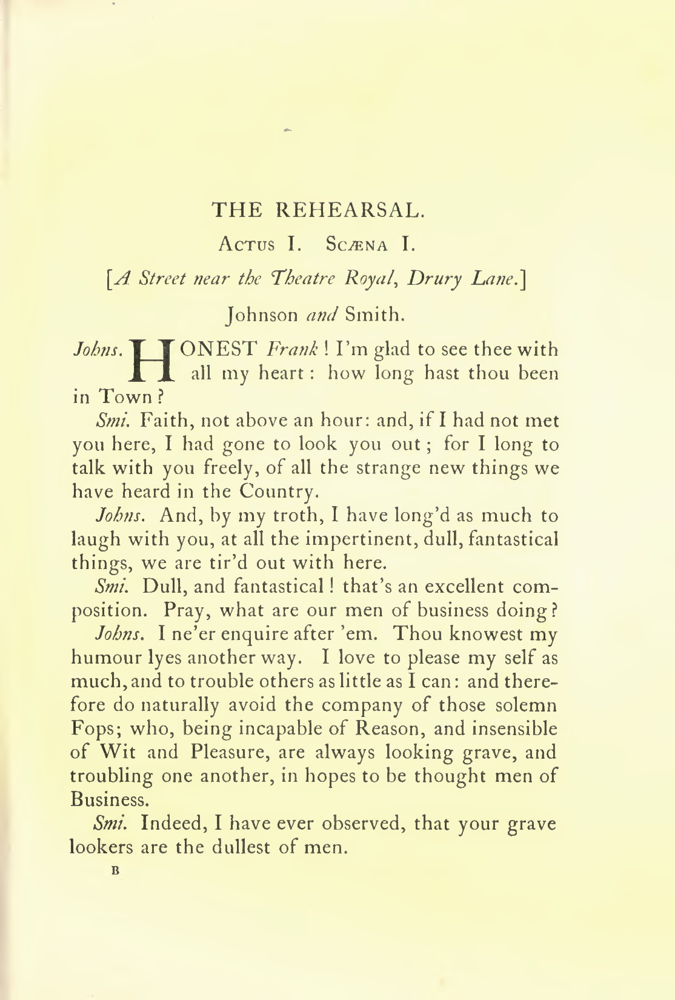 THE REHEARSAL.
Actus I. Scæna I.
[A Street near the Theatre Royal, Drury Lane.]
Johnson and Smith.
Johns. HONEST Frank ! I'm glad to see thee with
all my heart : how long hast thou been
in Town ?
Smi. Faith, not above an hour: and, if I had not met
you here, I had gone to look you out ; for I long to
talk with you freely, of all the strange new things we
have heard in the Country.
Johns. And, by my troth, I have long'd as much to
laugh with you, at all the impertinent, dull, fantastical
things, we are tir'd out with here.
Smi. Dull, and fantastical ! that's an excellent com-
position. Pray, what are our men of business doing ?
Johns. I ne'er enquire after 'em. Thou knowest my
humour lyes another way. I love to please my self as
much, and to trouble others as little as I can : and there-
fore do naturally avoid the company of those solemn
Fops; who, being incapable of Reason, and insensible
of Wit and Pleasure, are always looking grave, and
troubling one another, in hopes to be thought men of
Business.
Smi. Indeed, I have ever observed, that your grave
lookers are the dullest of men.
B